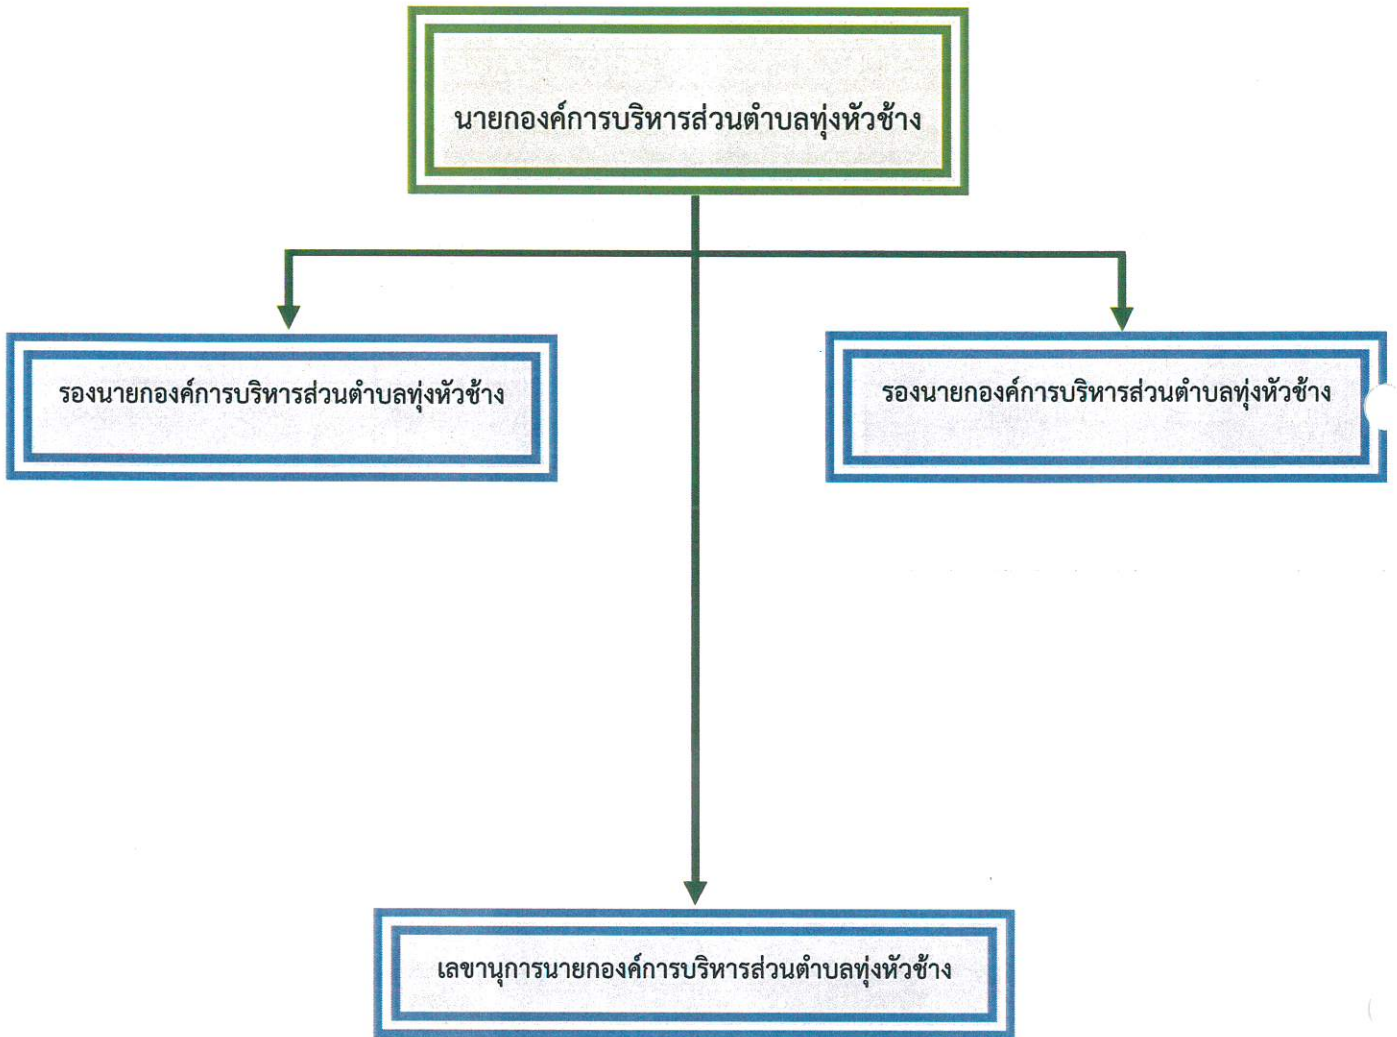 นายกองค์การบริหารส่วนตำบลทุ่งหัวช้าง
รองนายกองค์การบริหารส่วนตำบลทุ่งหัวช้าง
รองนายกองค์การบริหารส่วนตำบลทุ่งหัวช้าง
เลขานุการนายกองค์การบริหารส่วนตำบลทุ่งหัวช้าง